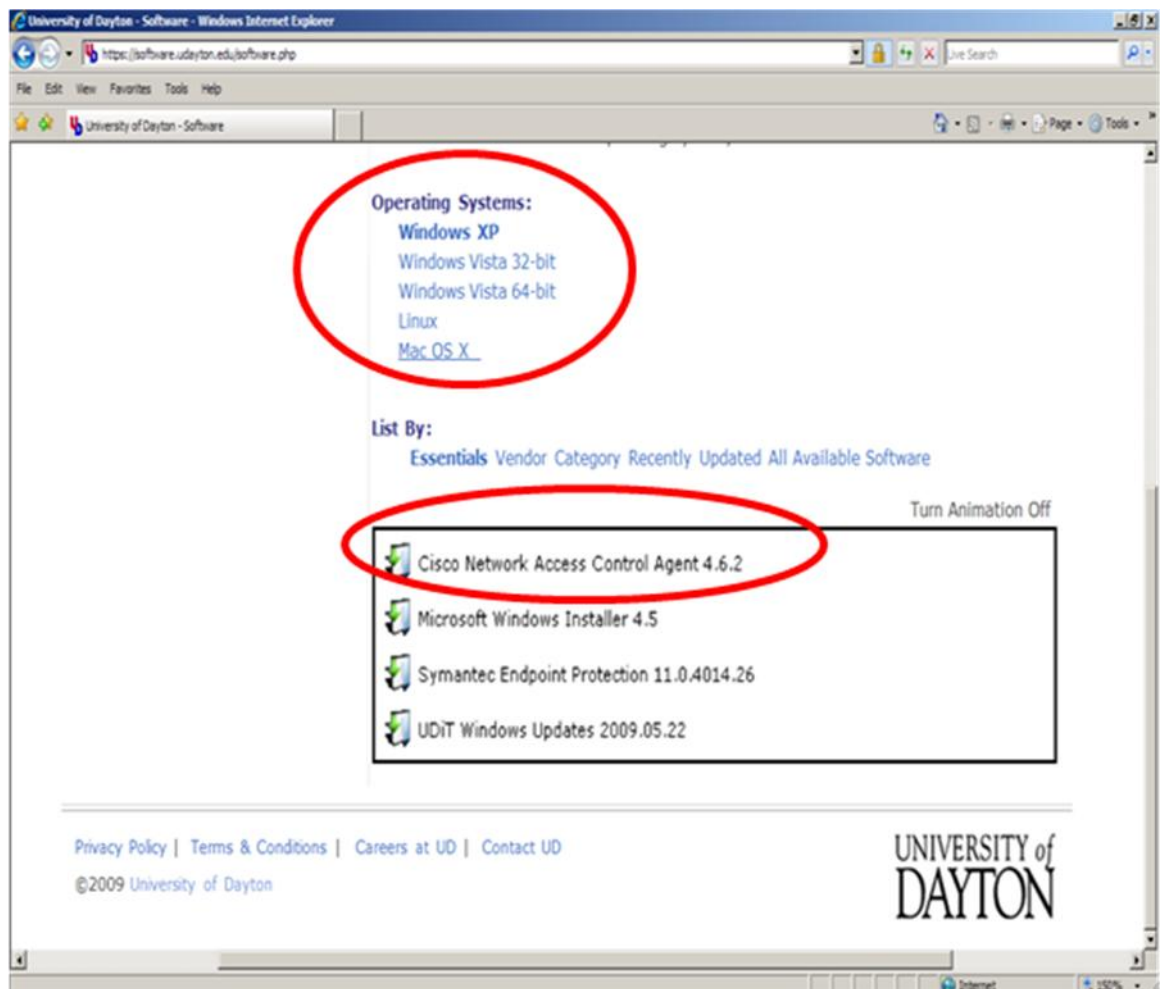 University of Dayton - Software - Windows Internet Explorer
https://software.udayton.edu/software.php
Live Search
File Edit View Favorites Tools Help
University of Dayton - Software
Page Tools
Operating Systems:
Windows XP
Windows Vista 32-bit
Windows Vista 64-bit
Linux
Mac OS X
List By:
Essentials Vendor Category Recently Updated All Available Software
Turn Animation Off
Cisco Network Access Control Agent 4.6.2
Microsoft Windows Installer 4.5
Symantec Endpoint Protection 11.0.4014.26
UDiT Windows Updates 2009.05.22
Privacy Policy | Terms & Conditions | Careers at UD | Contact UD
©2009 University of Dayton
UNIVERSITY of
DAYTON
Internet 150%